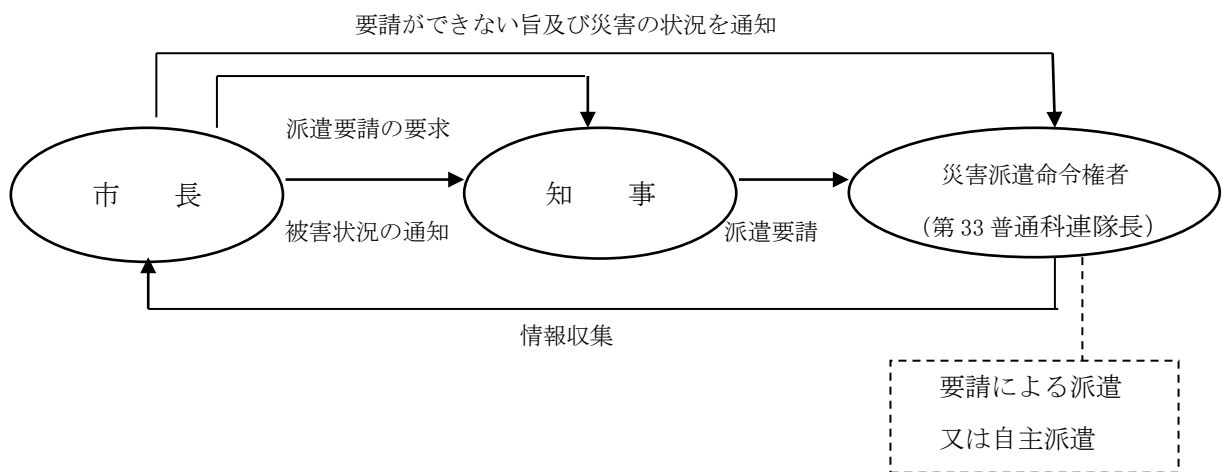 要請ができない旨及び災害の状況を通知
派遣要請の要求
市　　長
知　　事
災害派遣命令権者
（第 33 普通科連隊長）
被害状況の通知
派遣要請
情報収集
要請による派遣
又は自主派遣